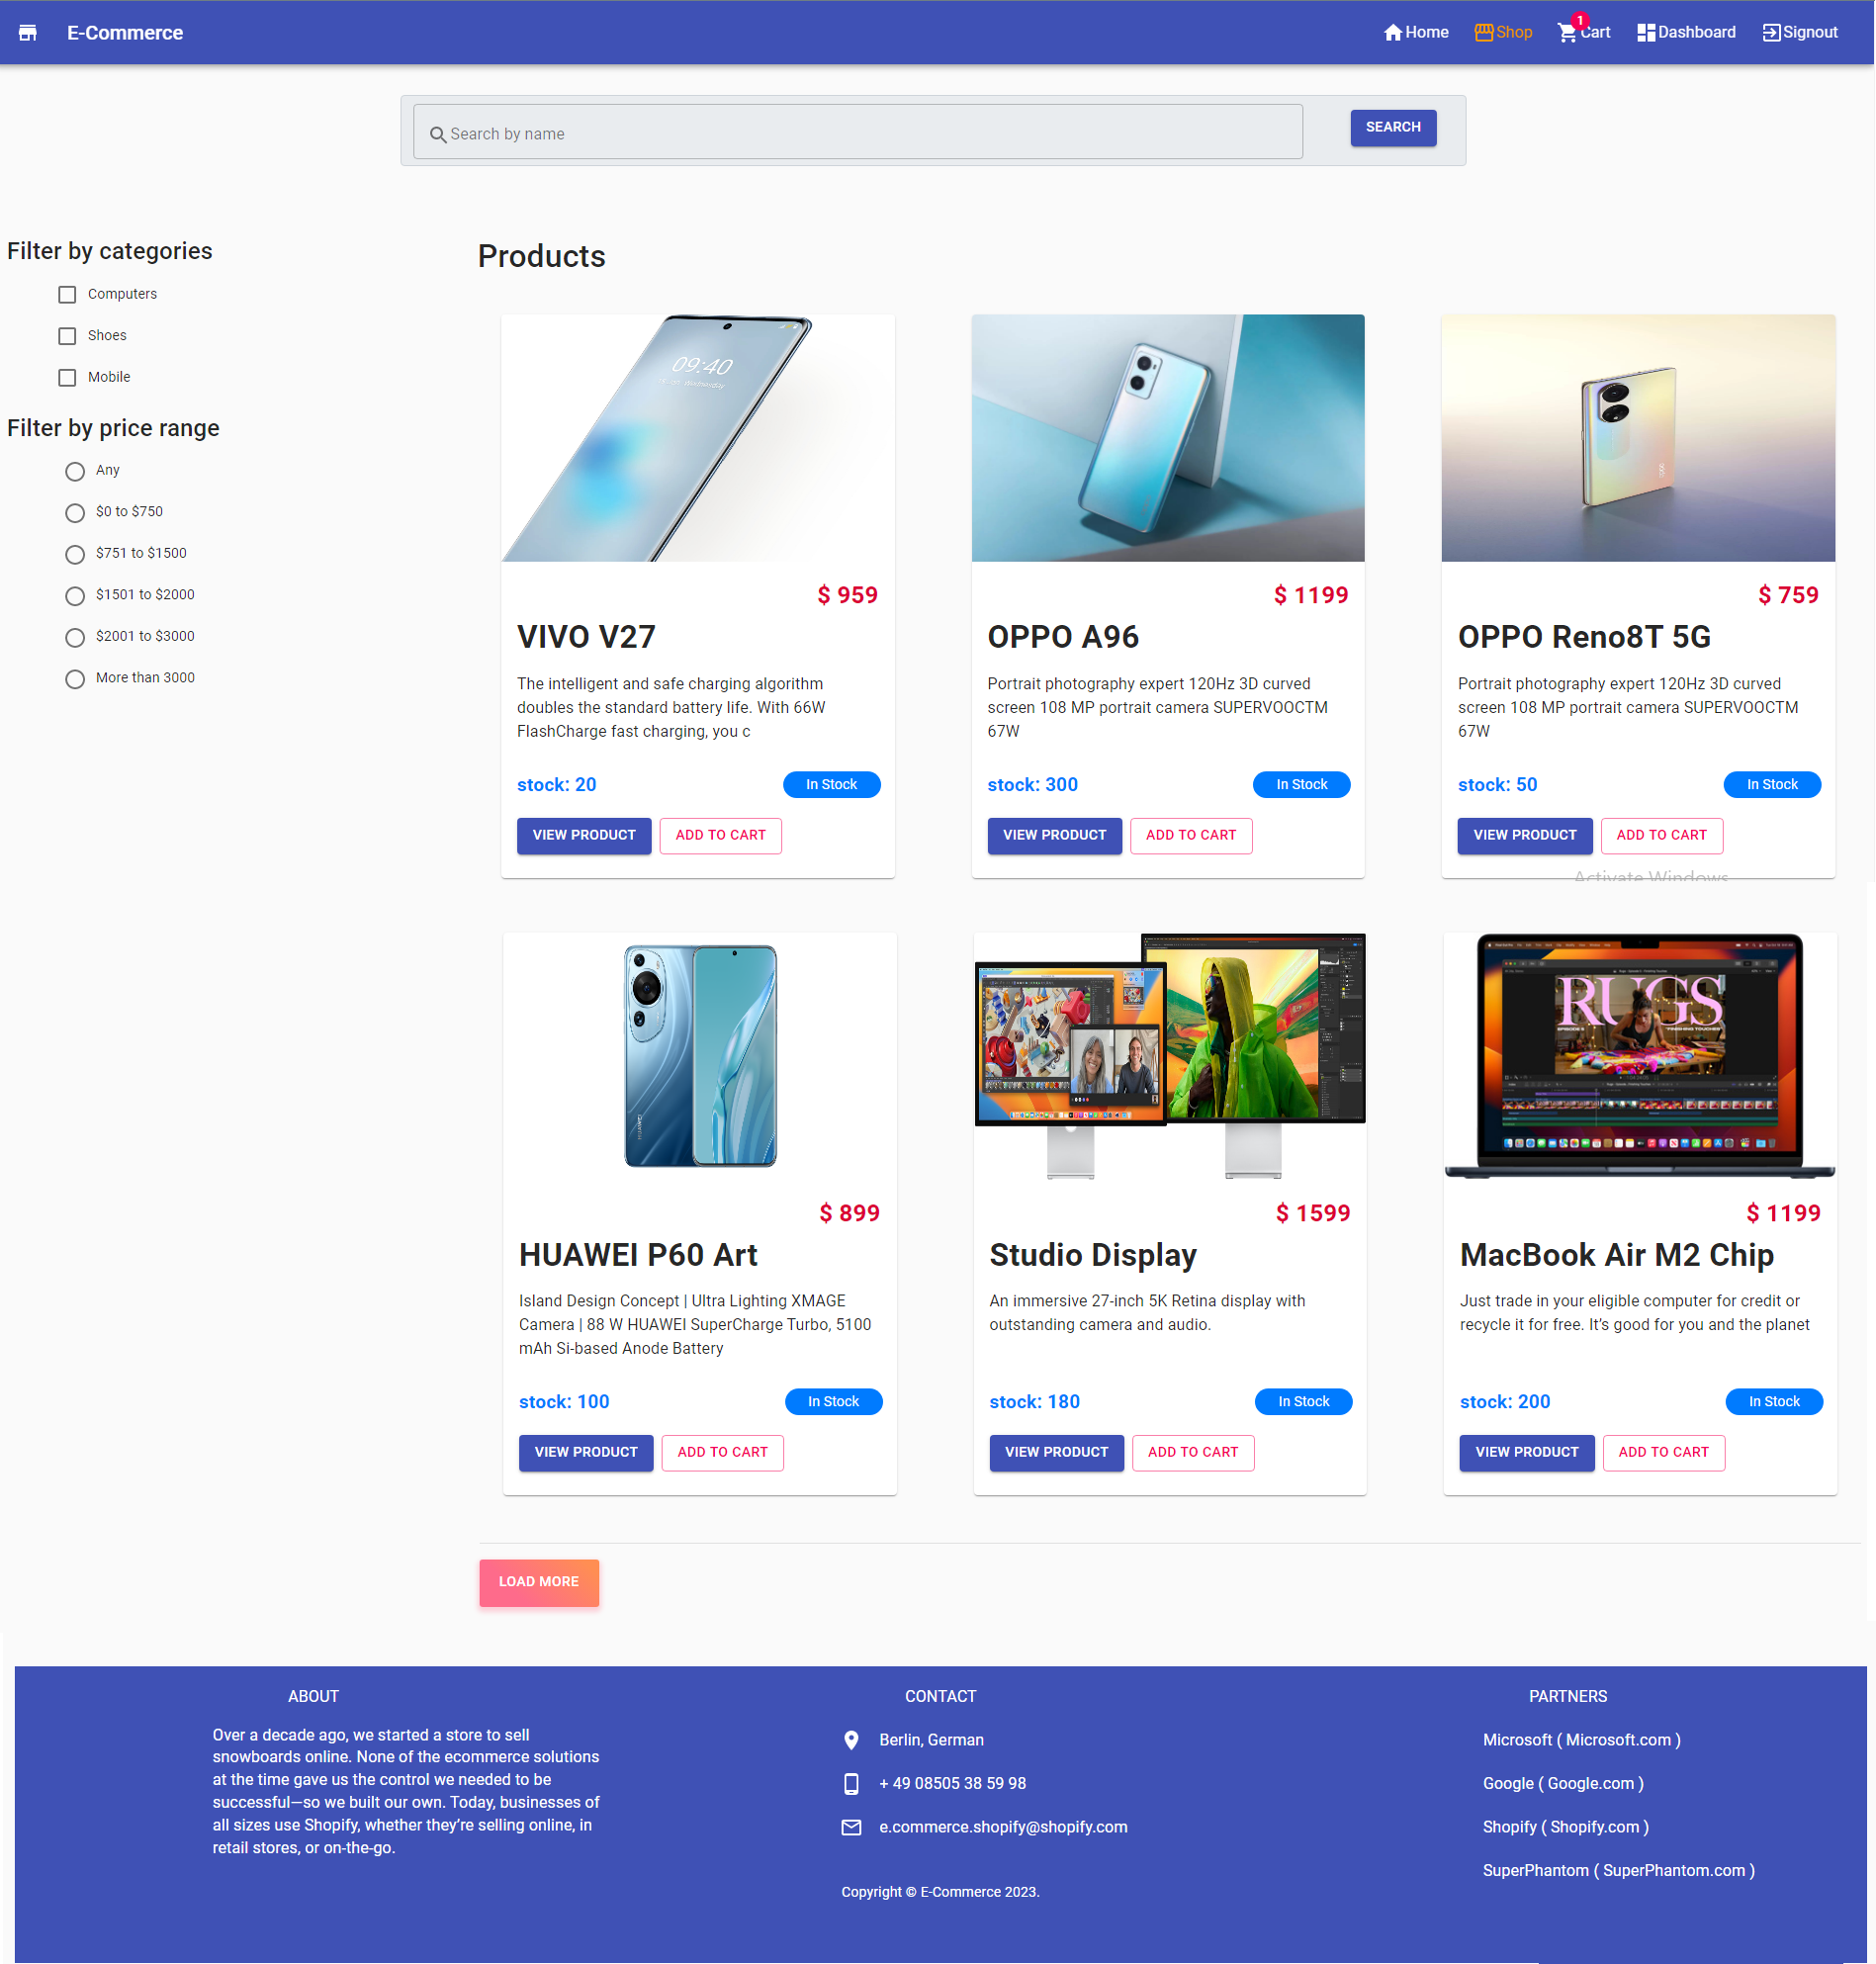 E-Commerce
Home
Shop
1
Cart
Dashboard
Signout
Search by name
SEARCH
Filter by categories
Computers
Shoes
Mobile
Filter by price range
Any
$0 to $750
$751 to $1500
$1501 to $2000
$2001 to $3000
More than 3000
Products
09:40
$ 959
VIVO V27
The intelligent and safe charging algorithm
doubles the standard battery life. With 66W
FlashCharge fast charging, you c
stock: 20
In Stock
VIEW PRODUCT
ADD TO CART
$ 1199
OPPO A96
Portrait photography expert 120Hz 3D curved
screen 108 MP portrait camera SUPERVOOCTM
67W
stock: 300
In Stock
VIEW PRODUCT
ADD TO CART
$ 759
OPPO Reno8T 5G
Portrait photography expert 120Hz 3D curved
screen 108 MP portrait camera SUPERVOOCTM
67W
stock: 50
In Stock
VIEW PRODUCT
ADD TO CART
Activate Windows
HUAWEI
$ 899
HUAWEI P60 Art
Island Design Concept | Ultra Lighting XMAGE
Camera | 88 W HUAWEI SuperCharge Turbo, 5100
mAh Si-based Anode Battery
stock: 100
In Stock
VIEW PRODUCT
ADD TO CART
$ 1599
Studio Display
An immersive 27-inch 5K Retina display with
outstanding camera and audio.
stock: 180
In Stock
VIEW PRODUCT
ADD TO CART
RUGS
$ 1199
MacBook Air M2 Chip
Just trade in your eligible computer for credit or
recycle it for free. It’s good for you and the planet
stock: 200
In Stock
VIEW PRODUCT
ADD TO CART
LOAD MORE
ABOUT
Over a decade ago, we started a store to sell
snowboards online. None of the ecommerce solutions
at the time gave us the control we needed to be
successful—so we built our own. Today, businesses of
all sizes use Shopify, whether they’re selling online, in
retail stores, or on-the-go.
CONTACT
Berlin, German
+ 49 08505 38 59 98
e.commerce.shopify@shopify.com
Copyright © E-Commerce 2023.
PARTNERS
Microsoft ( Microsoft.com )
Google ( Google.com )
Shopify ( Shopify.com )
SuperPhantom ( SuperPhantom.com )